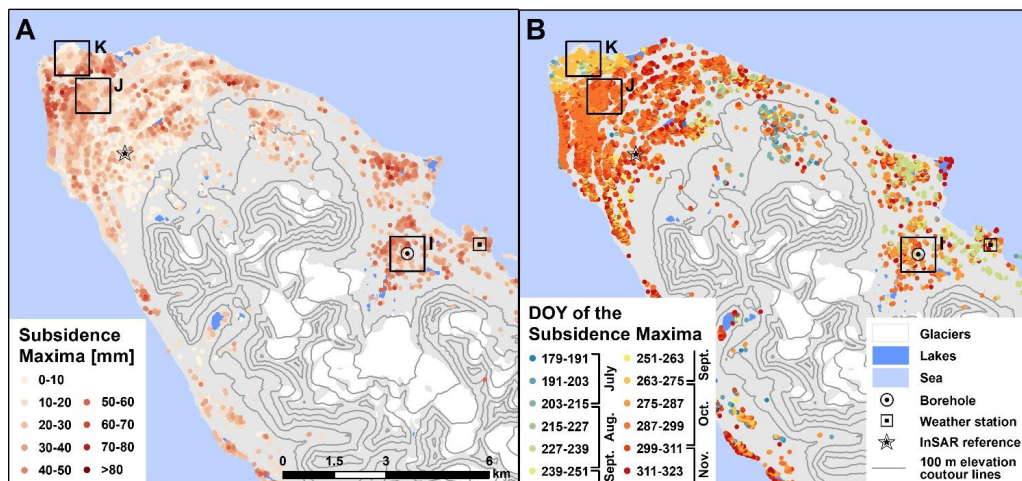 A
K
J
I
Subsidence
Maxima [mm]
0-10
10-20
20-30
30-40
40-50
50-60
60-70
70-80
>80
0 1.5 3 6
km
B
K
J
I
DOY of the
Subsidence Maxima
179-191
191-203
203-215
215-227
227-239
239-251
July
Aug.
Sept.
251-263
263-275
275-287
287-299
299-311
311-323
Sept.
Oct.
Nov.
Glaciers
Lakes
Sea
Borehole
Weather station
InSAR reference
100 m elevation
coutour lines